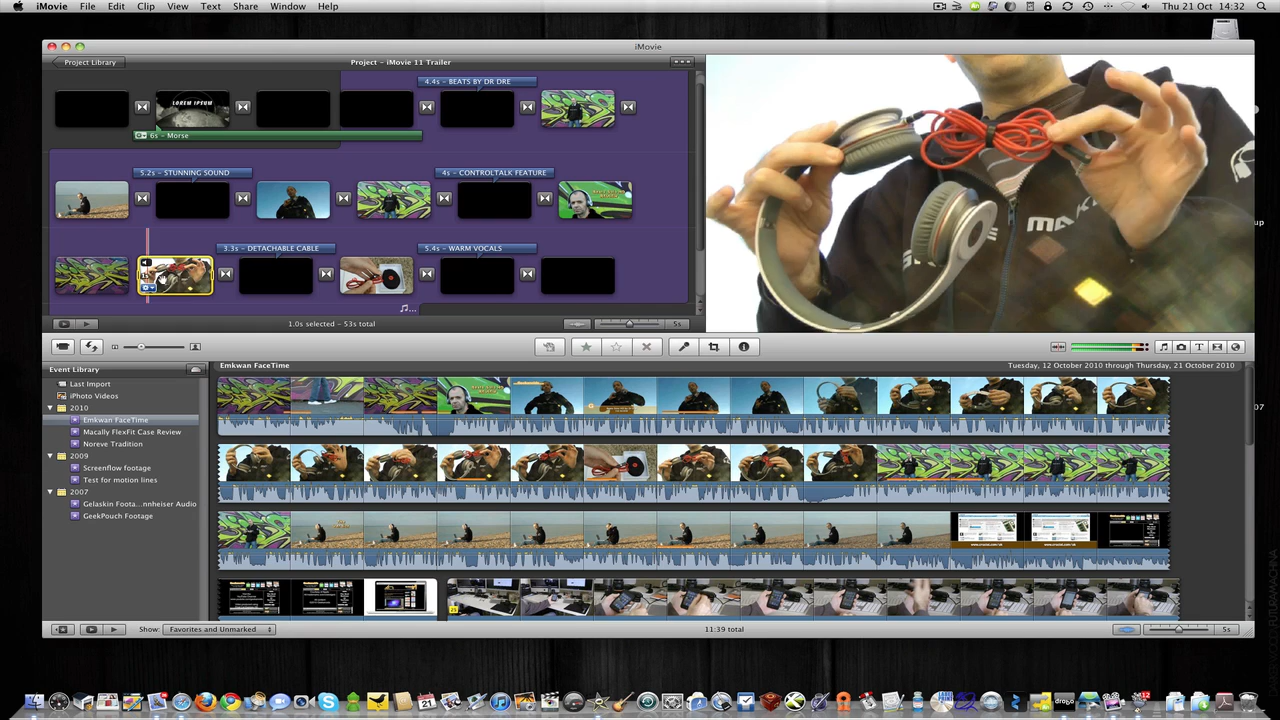 iMovie File Edit Clip View Text Share Window Help
Thu 21 Oct 14:32
iMovie
Project Library
Project - iMovie 11 Trailer
4.4s - BEATS BY DR DRE
LOREM IPSUM
6s - Morse
5.2s - STUNNING SOUND
4s - CONTROLTALK FEATURE
3.3s - DETACHABLE CABLE
5.4s - WARM VOCALS
1.0s selected - 53s total
5s
Event Library
Emkwan FaceTime
Tuesday, 12 October 2010 through Thursday, 21 October 2010
Last Import
iPhoto Videos
2010
Emkwan FaceTime
Macally FlexFit Case Review
Noreve Tradition
2009
Screenflow footage
Test for motion lines
2007
Gelaskin Foota...nnheiser Audio
GeekPouch Footage
Show: Favorites and Unmarked
11:39 total
5s